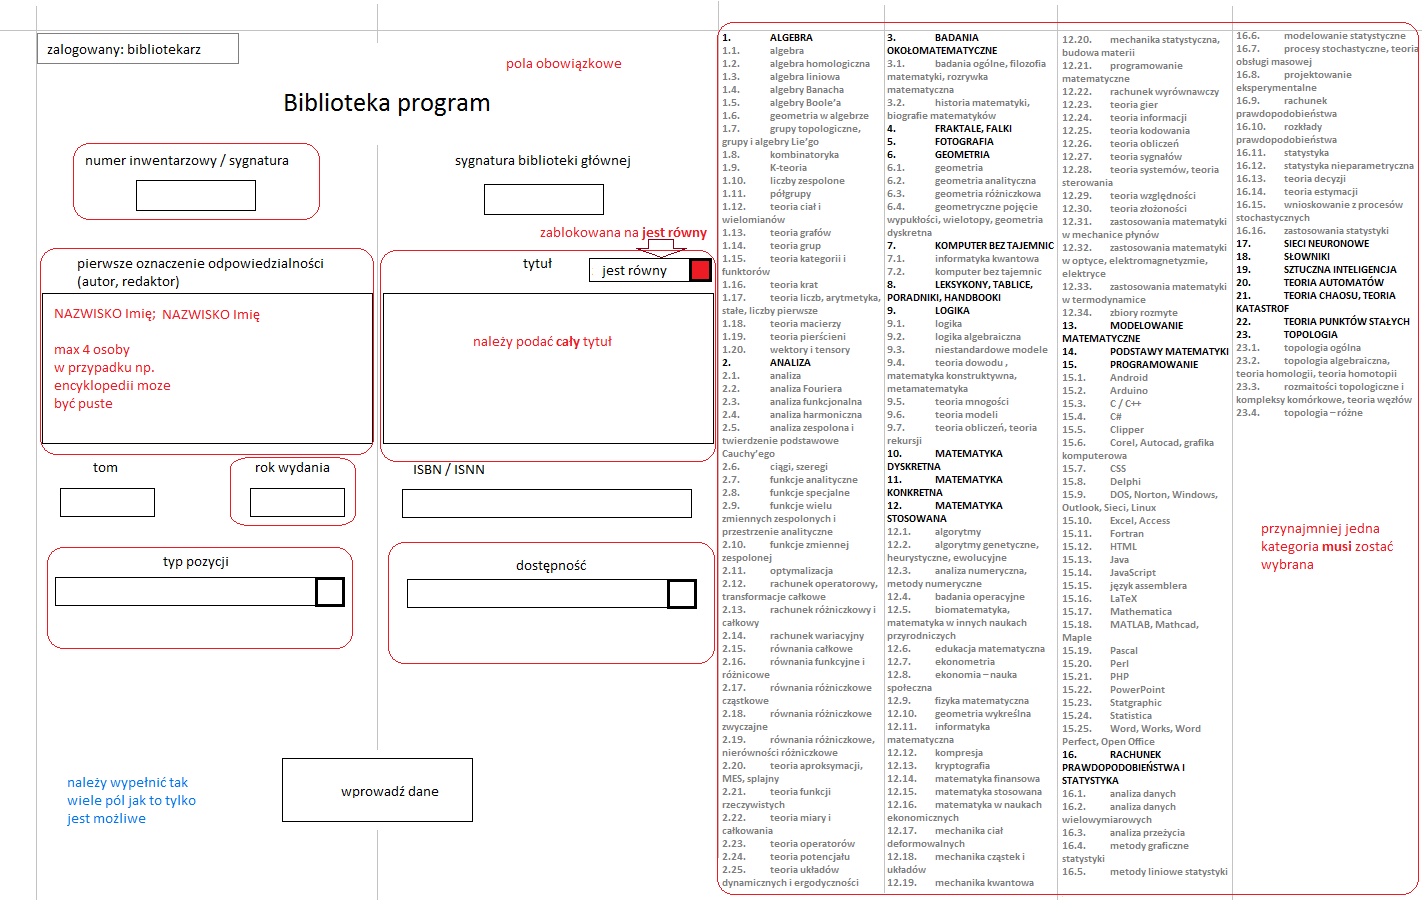 zalogowany: bibliotekarz
pola obowiązkowe
Biblioteka program
numer inwentarzowy / sygnatura
sygnatura biblioteki głównej
zablokowana na jest równy
pierwsze oznaczenie odpowiedzialności
(autor, redaktor)
tytuł
jest równy
NAZWISKO Imię; NAZWISKO Imię
max 4 osoby
w przypadku np.
encyklopedii moze
być puste
należy podać cały tytuł
tom
rok wydania
ISBN / ISNN
typ pozycji
dostępność
należy wypełnić tak
wiele pól jak to tylko
jest możliwe
wprowadź dane
1. ALGEBRA
1.1. algebra
1.2. algebra homologiczna
1.3. algebra liniowa
1.4. algebry Banacha
1.5. algebry Boole'a
1.6. geometria w algebrze
1.7. grupy topologiczne,
grupy i algebry Lie'go
1.8. kombinatoryka
1.9. K-teoria
1.10. liczby zespolone
1.11. półgrupy
1.12. teoria ciał i
wielomianów
1.13. teoria grafów
1.14. teoria grup
1.15. teoria kategorii i
funktorów
1.16. teoria krat
1.17. teoria liczb, arytmetyka,
stałe, liczby pierwsze
1.18. teoria macierzy
1.19. teoria pierścieni
1.20. wektory i tensory
2. ANALIZA
2.1. analiza
2.2. analiza Fouriera
2.3. analiza funkcjonalna
2.4. analiza harmoniczna
2.5. analiza zespolona i
twierdzenie podstawowe
Cauchy'ego
2.6. ciągi, szeregi
2.7. funkcje analityczne
2.8. funkcje specjalne
2.9. funkcje wielu
zmiennych zespolonych i
przestrzenie analityczne
2.10. funkcje zmiennej
zespolonej
2.11. optymalizacja
2.12. rachunek operatorowy,
transformacje całkowe
2.13. rachunek różniczkowy i
całkowy
2.14. rachunek wariacyjny
2.15. równania całkowe
2.16. równania funkcyjne i
różnicowe
2.17. równania różniczkowe
cząstkowe
2.18. równania różniczkowe
zwyczajne
2.19. równania różniczkowe,
nierówności różniczkowe
2.20. teoria aproksymacji,
MES, splajny
2.21. teoria funkcji
rzeczywistych
2.22. teoria miary i
całkowania
2.23. teoria operatorów
2.24. teoria potencjału
2.25. teoria układów
dynamicznych i ergodyczności
3. BADANIA
OKOŁOMATEMATYCZNE
3.1. badania ogólne, filozofia
matematyki, rozrywka
matematyczna
3.2. historia matematyki,
biografie matematyków
4. FRAKTALE, FALKI
5. FOTOGRAFIA
6. GEOMETRIA
6.1. geometria
6.2. geometria analityczna
6.3. geometria różniczkowa
6.4. geometryczne pojęcie
wypukłości, wielotopy, geometria
dyskretna
7. KOMPUTER BEZ TAJEMNIC
7.1. informatyka kwantowa
7.2. komputer bez tajemnic
8. LEKSYKONY, TABLICE,
PORADNIKI, HANDBOOKI
9. LOGIKA
9.1. logika
9.2. logika algebraiczna
9.3. niestandardowe modele
9.4. teoria dowodu ,
matematyka konstruktywna,
metamatematyka
9.5. teoria mnogości
9.6. teoria modeli
9.7. teoria obliczeń, teoria
rekursji
10. MATEMATYKA
DYSKRETNA
11. MATEMATYKA
KONKRETNA
12. MATEMATYKA
STOSOWANA
12.1. algorytmy
12.2. algorytmy genetyczne,
heurystyczne, ewolucyjne
12.3. analiza numeryczna,
metody numeryczne
12.4. badania operacyjne
12.5. biomatematyka,
matematyka w innych naukach
przyrodniczych
12.6. edukacja matematyczna
12.7. ekonometria
12.8. ekonomia – nauka
społeczna
12.9. fizyka matematyczna
12.10. geometria wykreślna
12.11. informatyka
matematyczna
12.12. kompresja
12.13. kryptografia
12.14. matematyka finansowa
12.15. matematyka stosowana
12.16. matematyka w naukach
ekonomicznych
12.17. mechanika ciał
deformowalnych
12.18. mechanika cząstek i
układów
12.19. mechanika kwantowa
12.20. mechanika statystyczna,
budowa materii
12.21. programowanie
matematyczne
12.22. rachunek wyrównawczy
12.23. teoria gier
12.24. teoria informacji
12.25. teoria kodowania
12.26. teoria obliczeń
12.27. teoria sygnałów
12.28. teoria systemów, teoria
sterowania
12.29. teoria względności
12.30. teoria złożoności
12.31. zastosowania matematyki
w mechanice płynów
12.32. zastosowania matematyki
w optyce, elektromagnetyzmie,
elektryce
12.33. zastosowania matematyki
w termodynamice
12.34. zbiory rozmyte
13. MODELOWANIE
MATEMATYCZNE
14. PODSTAWY MATEMATYKI
15. PROGRAMOWANIE
15.1. Android
15.2. Arduino
15.3. C / C++
15.4. C#
15.5. Clipper
15.6. Corel, Autocad, grafika
komputerowa
15.7. CSS
15.8. Delphi
15.9. DOS, Norton, Windows,
Outlook, Sieci, Linux
15.10. Excel, Access
15.11. Fortran
15.12. HTML
15.13. Java
15.14. JavaScript
15.15. język assemblera
15.16. LaTeX
15.17. Mathematica
15.18. MATLAB, Mathcad,
Maple
15.19. Pascal
15.20. Perl
15.21. PHP
15.22. PowerPoint
15.23. Statgraphic
15.24. Statistica
15.25. Word, Works, Word
Perfect, Open Office
16. RACHUNEK
PRAWDOPODOBIEŃSTWA I
STATYSTYKA
16.1. analiza danych
16.2. analiza danych
wielowymiarowych
16.3. analiza przeżycia
16.4. metody graficzne
statystyki
16.5. metody liniowe statystyki
16.6. modelowanie statystyczne
16.7. procesy stochastyczne, teoria
obsługi masowej
16.8. projektowanie
eksperymentalne
16.9. rachunek
prawdopodobieństwa
16.10. rozkłady
prawdopodobieństwa
16.11. statystyka
16.12. statystyka nieparametryczna
16.13. teoria decyzji
16.14. teoria estymacji
16.15. wnioskowanie z procesów
stochastycznych
16.16. zastosowania statystyki
17. SIECI NEURONOWE
18. SŁOWNIKI
19. SZTUCZNA INTELIGENCJA
20. TEORIA AUTOMATÓW
21. TEORIA CHAOSU, TEORIA
KATASTROF
22. TEORIA PUNKTÓW STAŁYCH
23. TOPOLOGIA
23.1. topologia ogólna
23.2. topologia algebraiczna,
teoria homologii, teoria homotopii
23.3. rozmaitości topologiczne i
kompleksy komórkowe, teoria węzłów
23.4. topologia – różne
przynajmniej jedna
kategoria musi zostać
wybrana